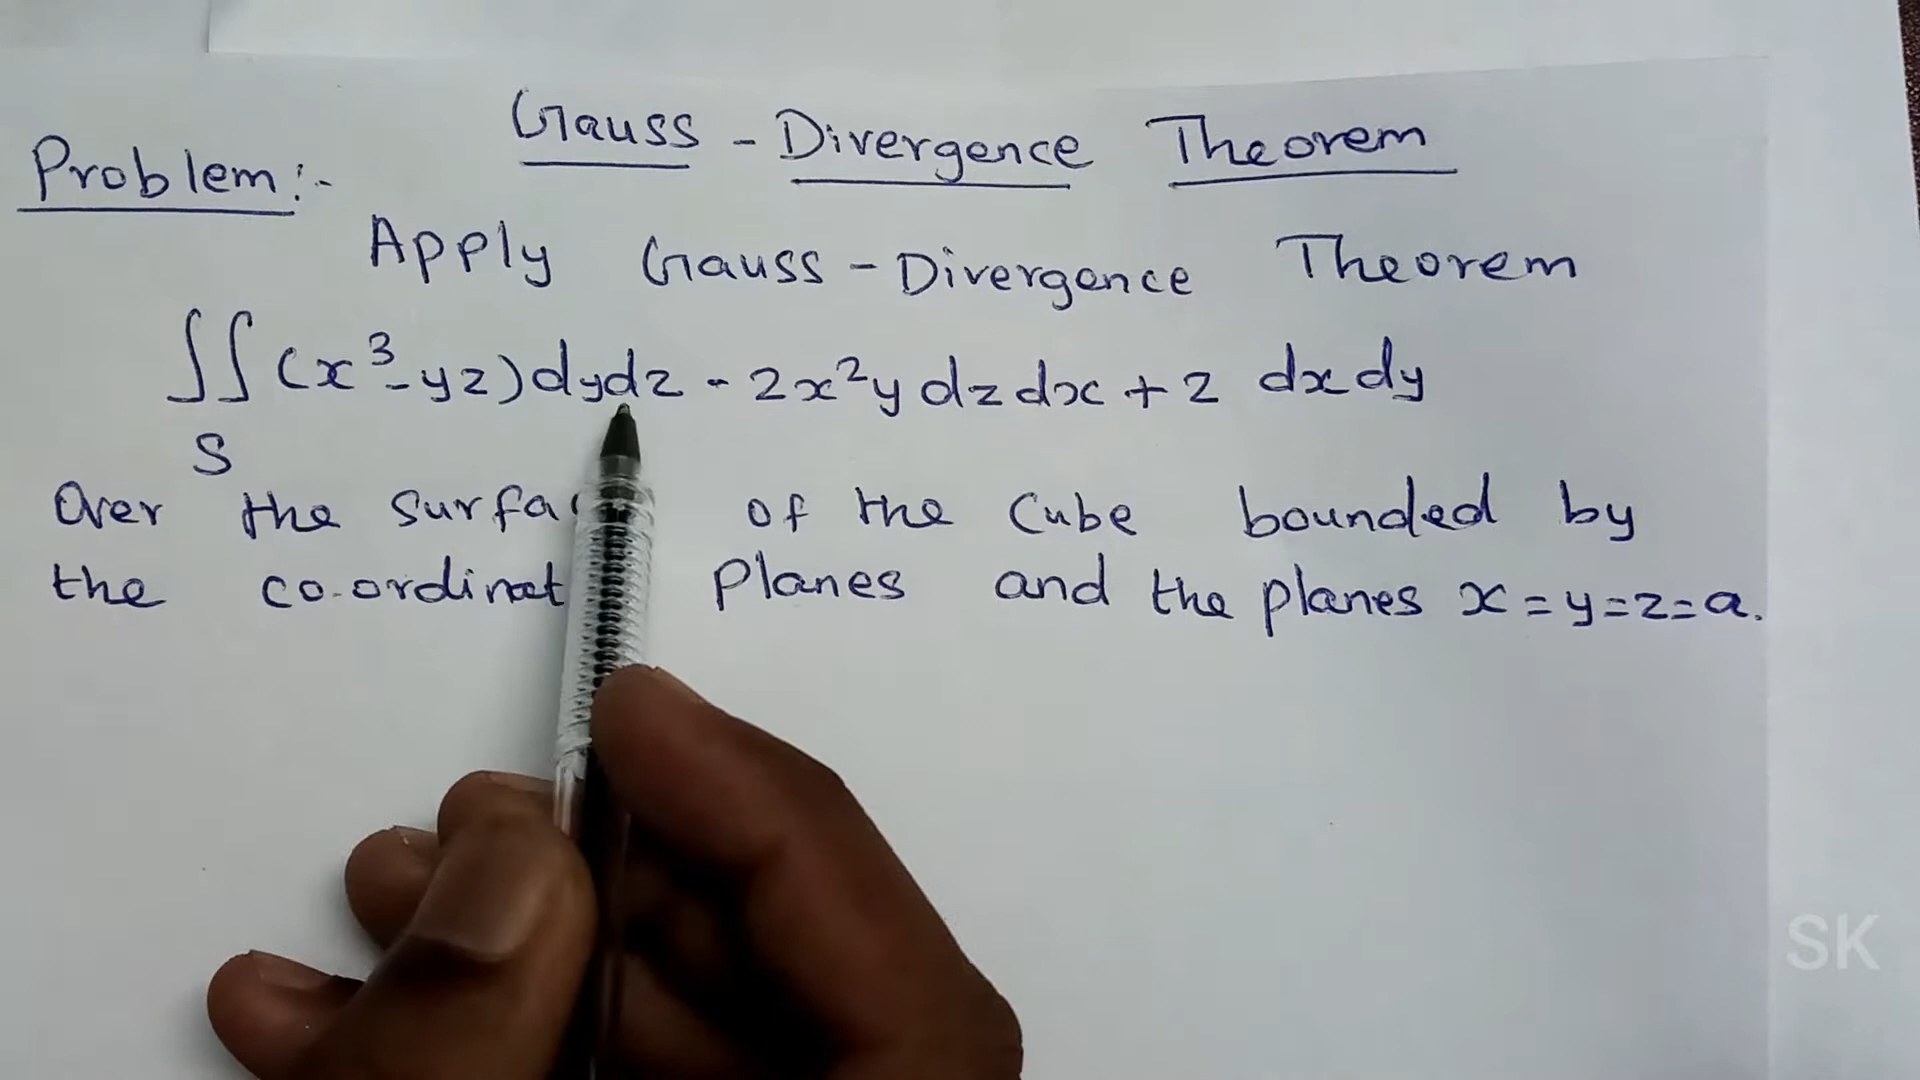 Gauss - Divergence Theorem
Problem:-
Apply Gauss - Divergence Theorem
∬ (x³-yz)dydz - 2x²y dzdx + z dxdy
S
Over the surfa of the Cube bounded by
the co-ordinat planes and the planes x=y=z=a.
SK